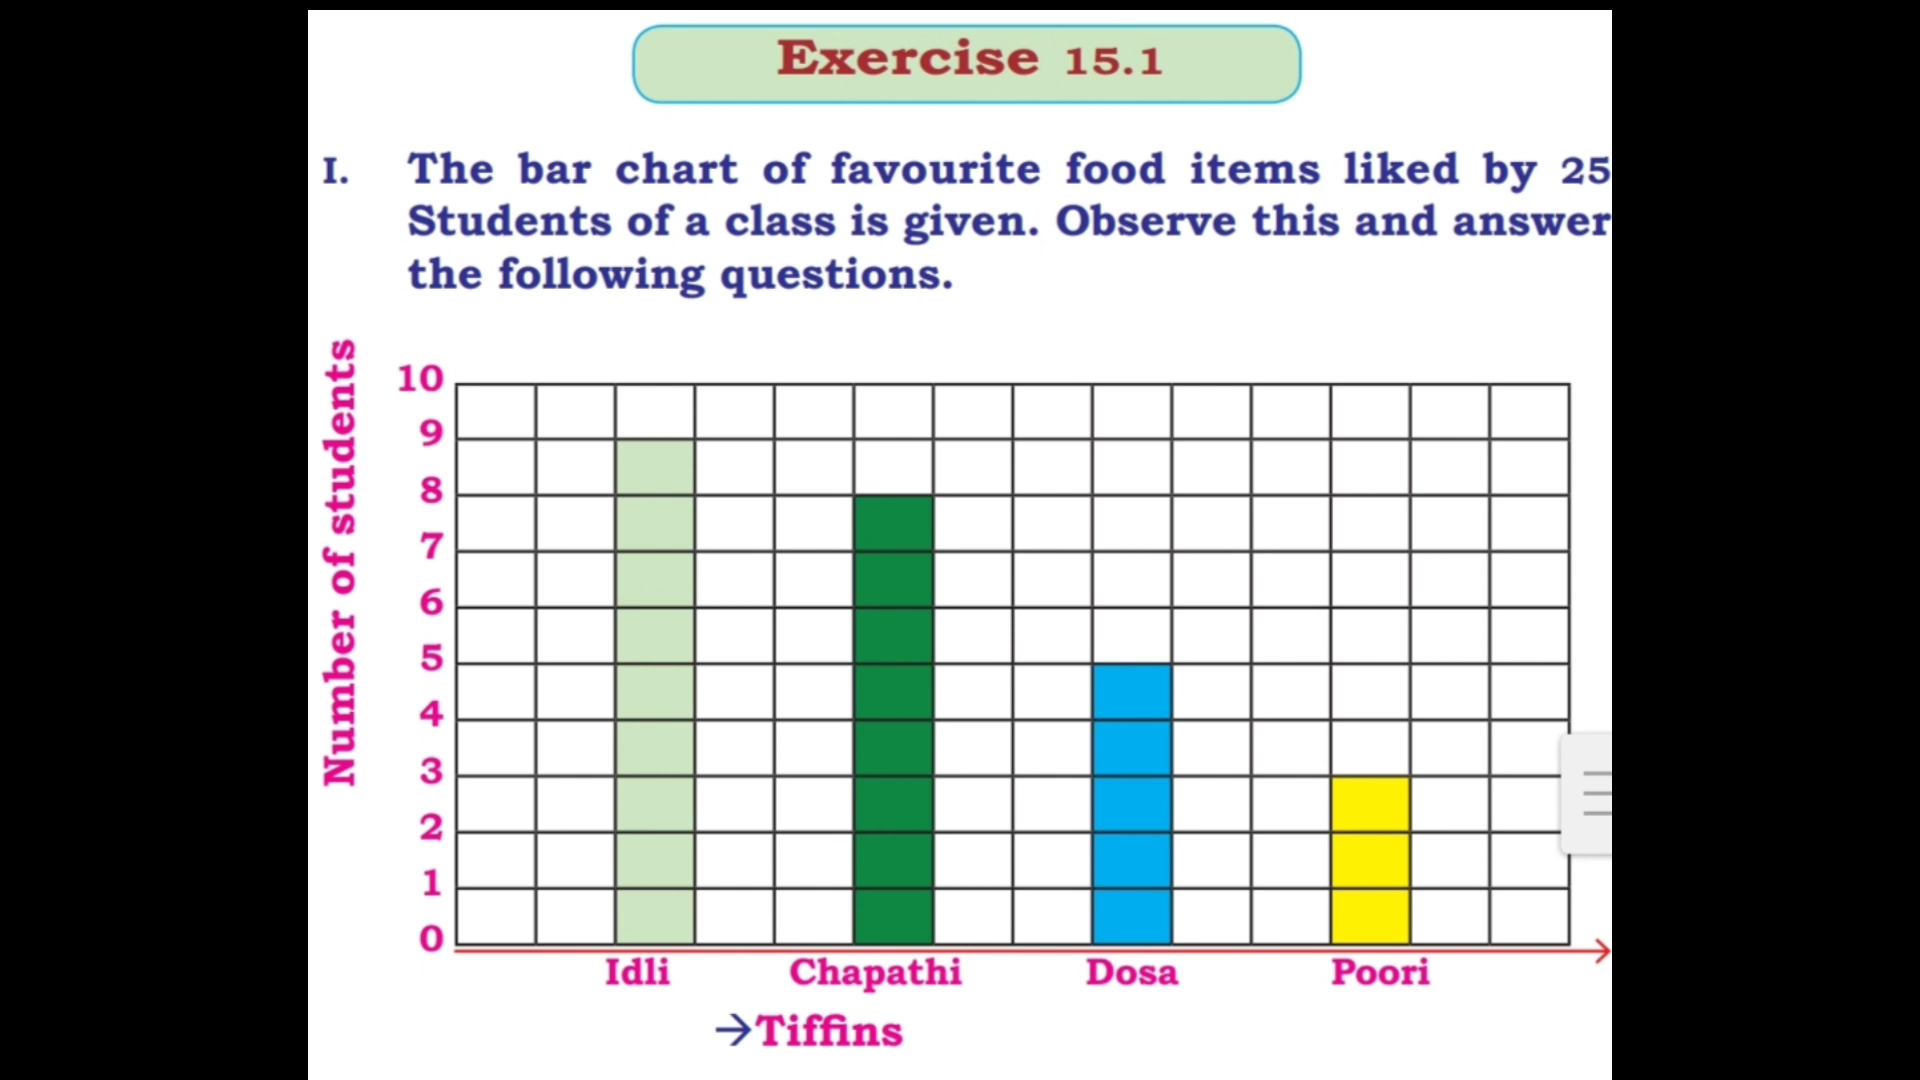 Exercise 15.1
I. The bar chart of favourite food items liked by 25
Students of a class is given. Observe this and answer
the following questions.
Number of students
10
9
8
7
6
5
4
3
2
1
0
Idli Chapathi Dosa Poori
→Tiffins